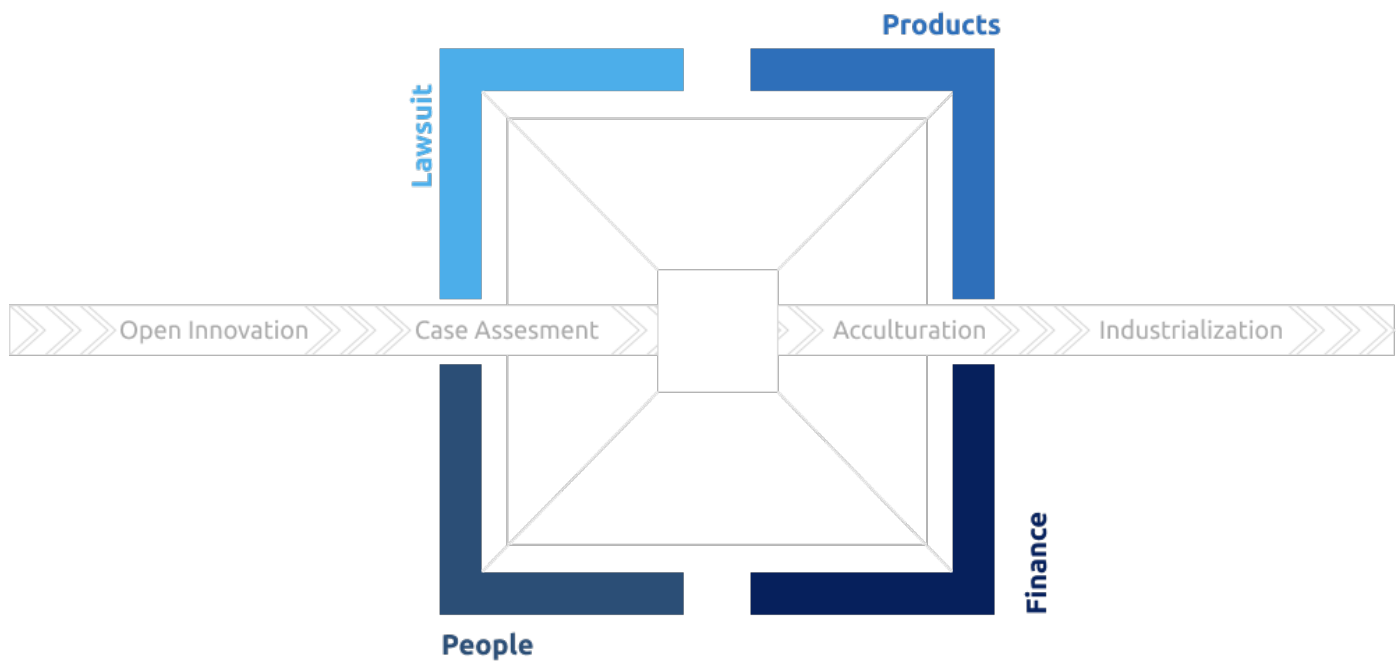 Products
Lawsuit
Open Innovation
Case Assesment
Acculturation
Industrialization
Finance
People